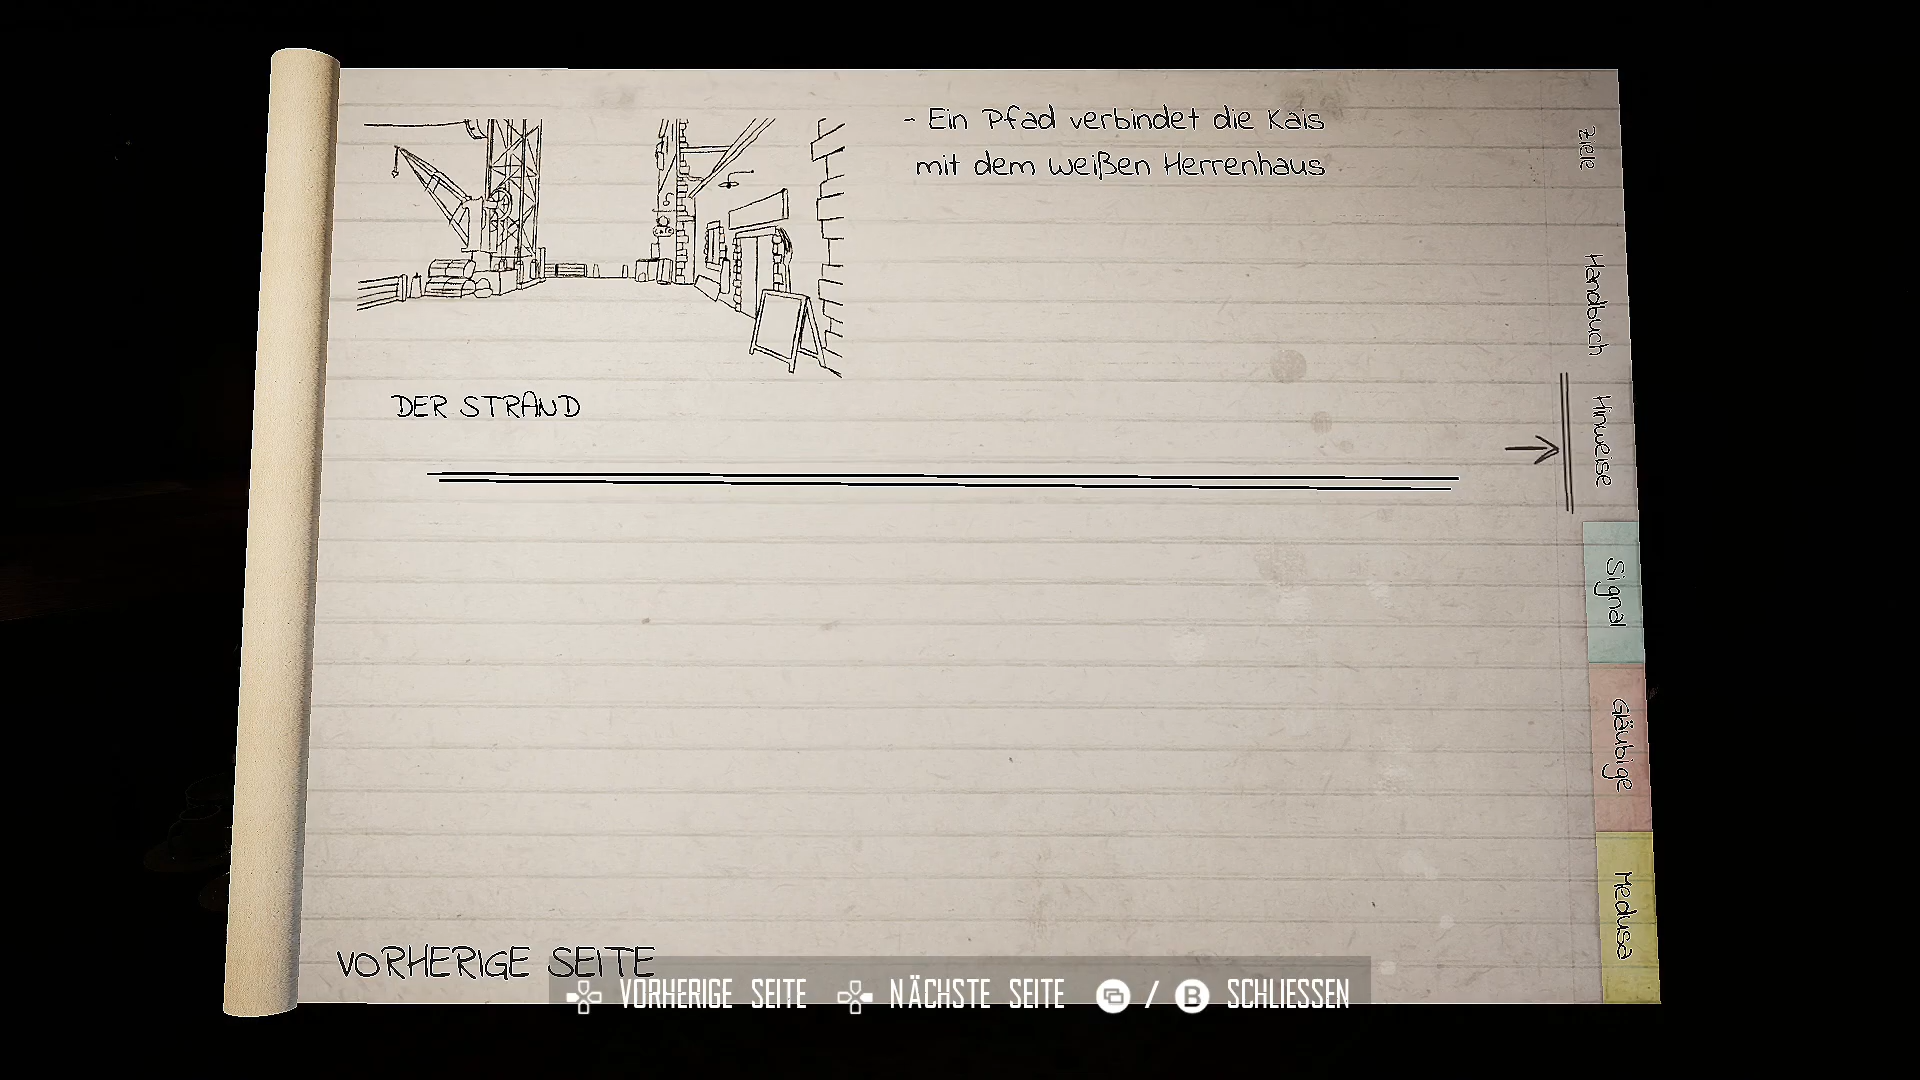 - Ein Pfad verbindet die Kais
mit dem weißen Herrenhaus
DER STRAND
Ziele
Handbuch
Hinweise
Signal
Gläubige
Medusa
VORHERIGE SEITE
VORHERIGE SEITE NÄCHSTE SEITE / B SCHLIESSEN